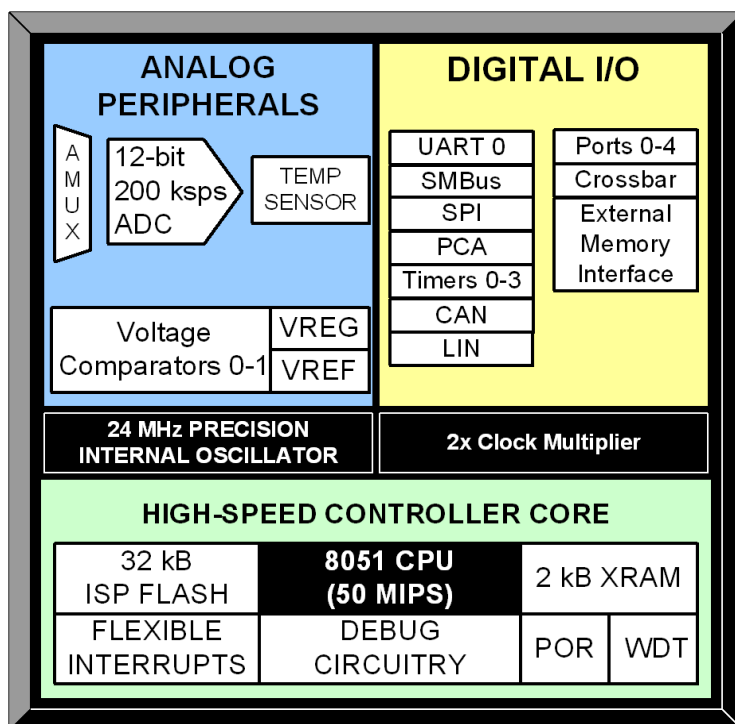 ANALOG
PERIPHERALS
A
M
U
X
12-bit
200 ksps
ADC
TEMP
SENSOR
Voltage
Comparators 0-1
VREG
VREF
DIGITAL I/O
UART 0
SMBus
SPI
PCA
Timers 0-3
CAN
LIN
Ports 0-4
Crossbar
External
Memory
Interface
24 MHz PRECISION
INTERNAL OSCILLATOR
2x Clock Multiplier
HIGH-SPEED CONTROLLER CORE
32 kB
ISP FLASH
8051 CPU
(50 MIPS)
2 kB XRAM
FLEXIBLE
INTERRUPTS
DEBUG
CIRCUITRY
POR
WDT